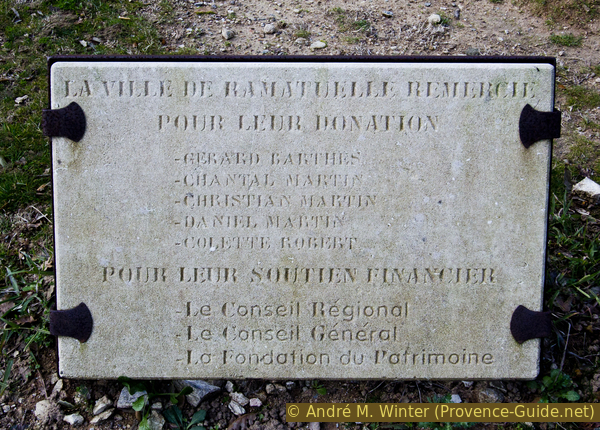 LA VILLE DE RAMATUELLE REMERCIE
POUR LEUR DONATION
-GERARD BARTHES
-CHANTAL MARTIN
-CHRISTIAN MARTIN
-DANIEL MARTIN
-COLETTE ROBERT
POUR LEUR SOUTIEN FINANCIER
-Le Conseil Régional
-Le Conseil Général
-La Fondation du Patrimoine
© André M. Winter (Provence-Guide.net)